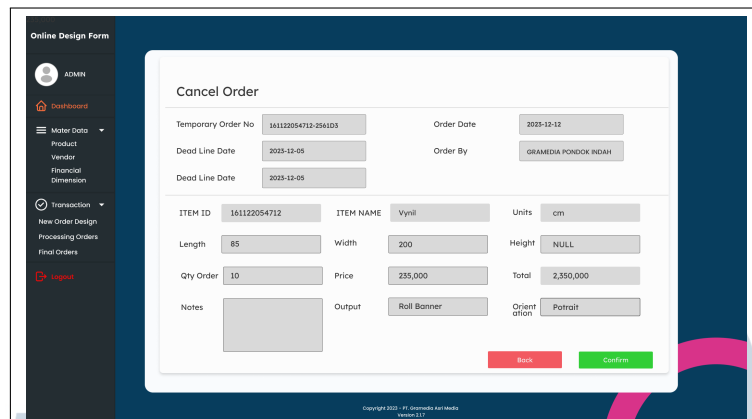 Online Design Form
ADMIN
Dashboard
Mater Data
Product
Vendor
Financial
Dimension
Transaction
New Order Design
Processing Orders
Final Orders
Logout
Cancel Order
Temporary Order No 161122054712-2561D3 Order Date 2023-12-12
Dead Line Date 2023-12-05 Order By GRAMEDIA PONDOK INDAH
Dead Line Date 2023-12-05
ITEM ID 161122054712 ITEM NAME Vynil Units cm
Length 85 Width 200 Height NULL
Qty Order 10 Price 235,000 Total 2,350,000
Notes Output Roll Banner Orient
ation Potrait
Back Confirm
Copyright 2023 - PT. Gramedia Asri Media
Version 2.1.7